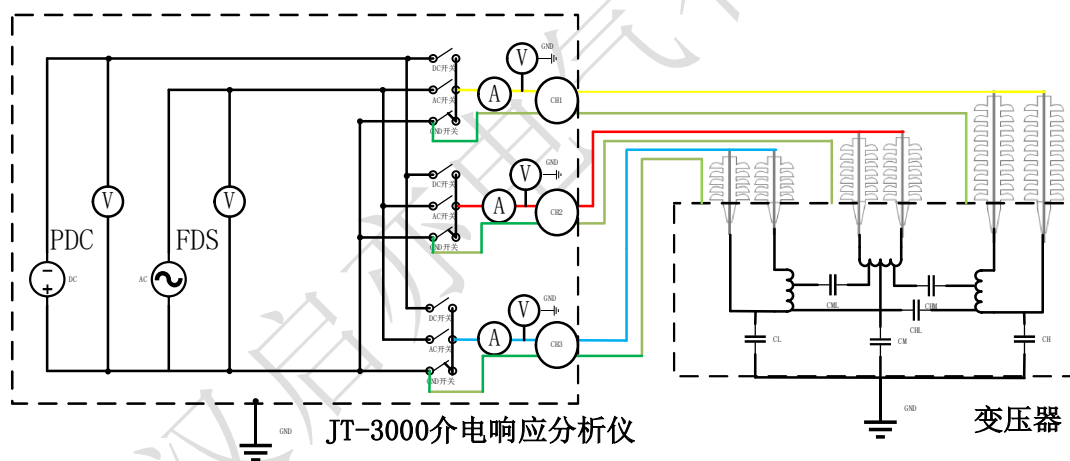 V GND
DC开关
A
CH1
AC开关
GND开关
V GND
DC开关
V
V
A
CH2
AC开关
PDC
FDS
GND开关
DC
AC
CML
CHM
V GND
DC开关
CHL
A
CH3
CL
CM
CH
AC开关
GND开关
GND
GND
JT-3000介电响应分析仪
变压器